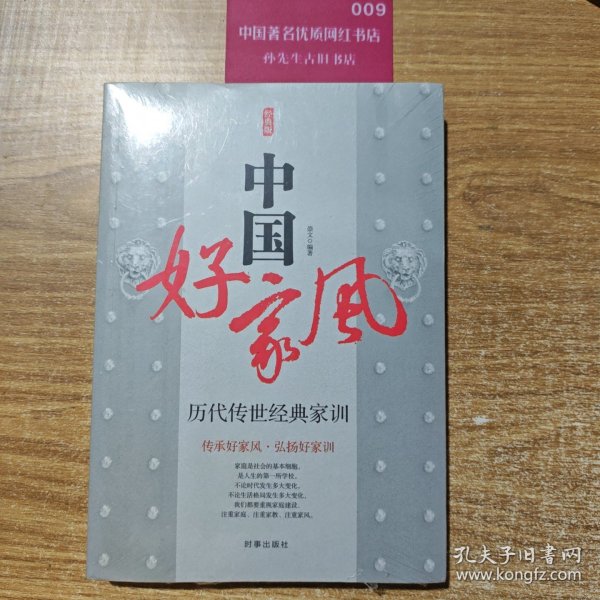 009
中国著名优质网红书店
孙先生古旧书店
经典版
中国
好家风
蔡文◎编著
历代传世经典家训
传承好家风·弘扬好家训
家庭是社会的基本细胞,
是人生的第一所学校。
不论时代发生多大变化,
不论生活格局发生多大变化,
我们都要重视家庭建设,
注重家庭、注重家教、注重家风。
时事出版社
孔夫子旧书网
www.kongfz.com